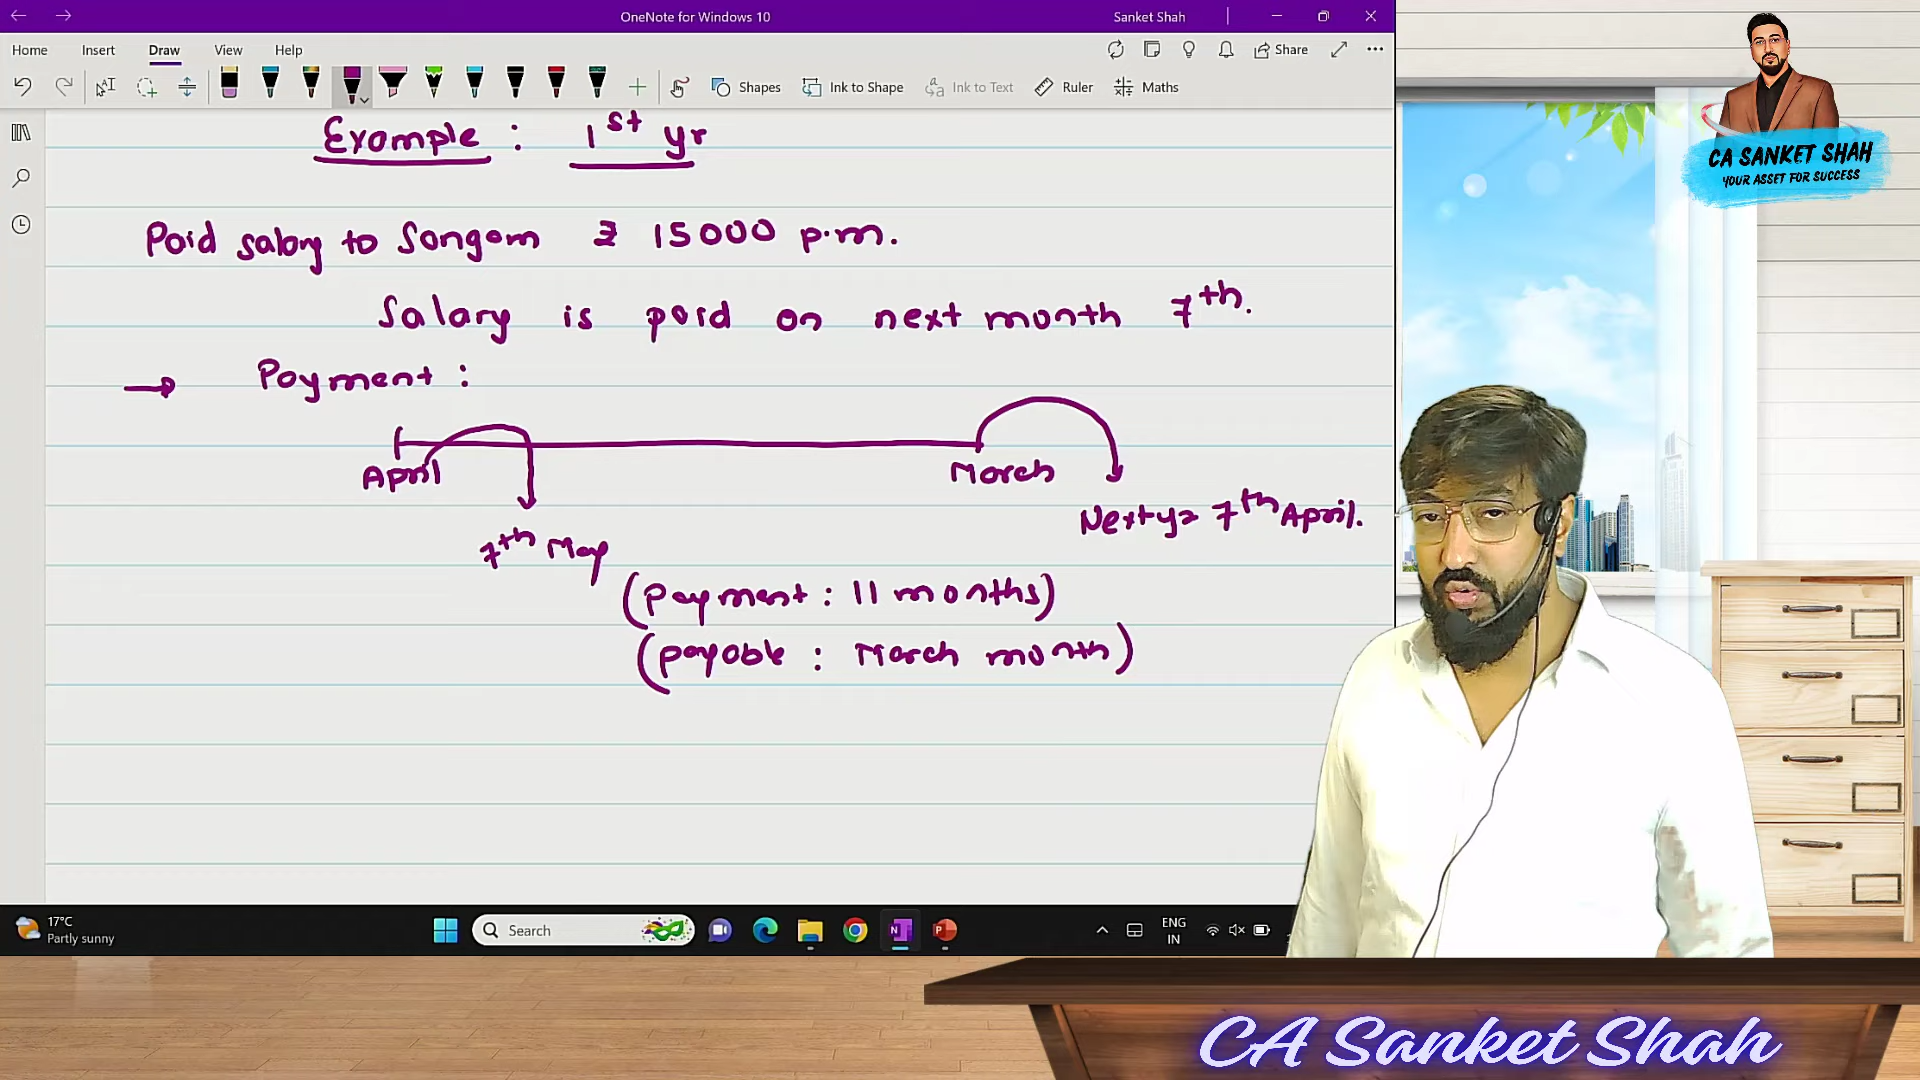 OneNote for Windows 10
Sanket Shah
Home Insert Draw View Help
Share
Shapes Ink to Shape Ink to Text Ruler Maths
Example : 1st yr
Paid salary to Sangam ₹ 15000 p.m.
Salary is paid on next month 7th.
→ Payment :
April March
7th May
Next yr 7th April.
(Payment : 11 months)
(payable : March month)
CA SANKET SHAH
YOUR ASSET FOR SUCCESS
17°C
Partly sunny
Search
ENG
IN
CA Sanket Shah